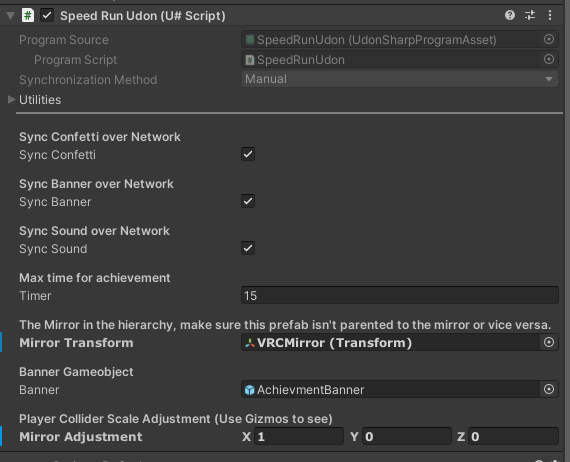 Speed Run Udon (U# Script)
Program Source SpeedRunUdon (UdonSharpProgramAsset)
Program Script SpeedRunUdon
Synchronization Method Manual
Utilities
Sync Confetti over Network
Sync Confetti
Sync Banner over Network
Sync Banner
Sync Sound over Network
Sync Sound
Max time for achievement
Timer 15
The Mirror in the hierarchy, make sure this prefab isn't parented to the mirror or vice versa.
Mirror Transform VRCMirror (Transform)
Banner Gameobject
Banner AchievmentBanner
Player Collider Scale Adjustment (Use Gizmos to see)
Mirror Adjustment X 1 Y 0 Z 0